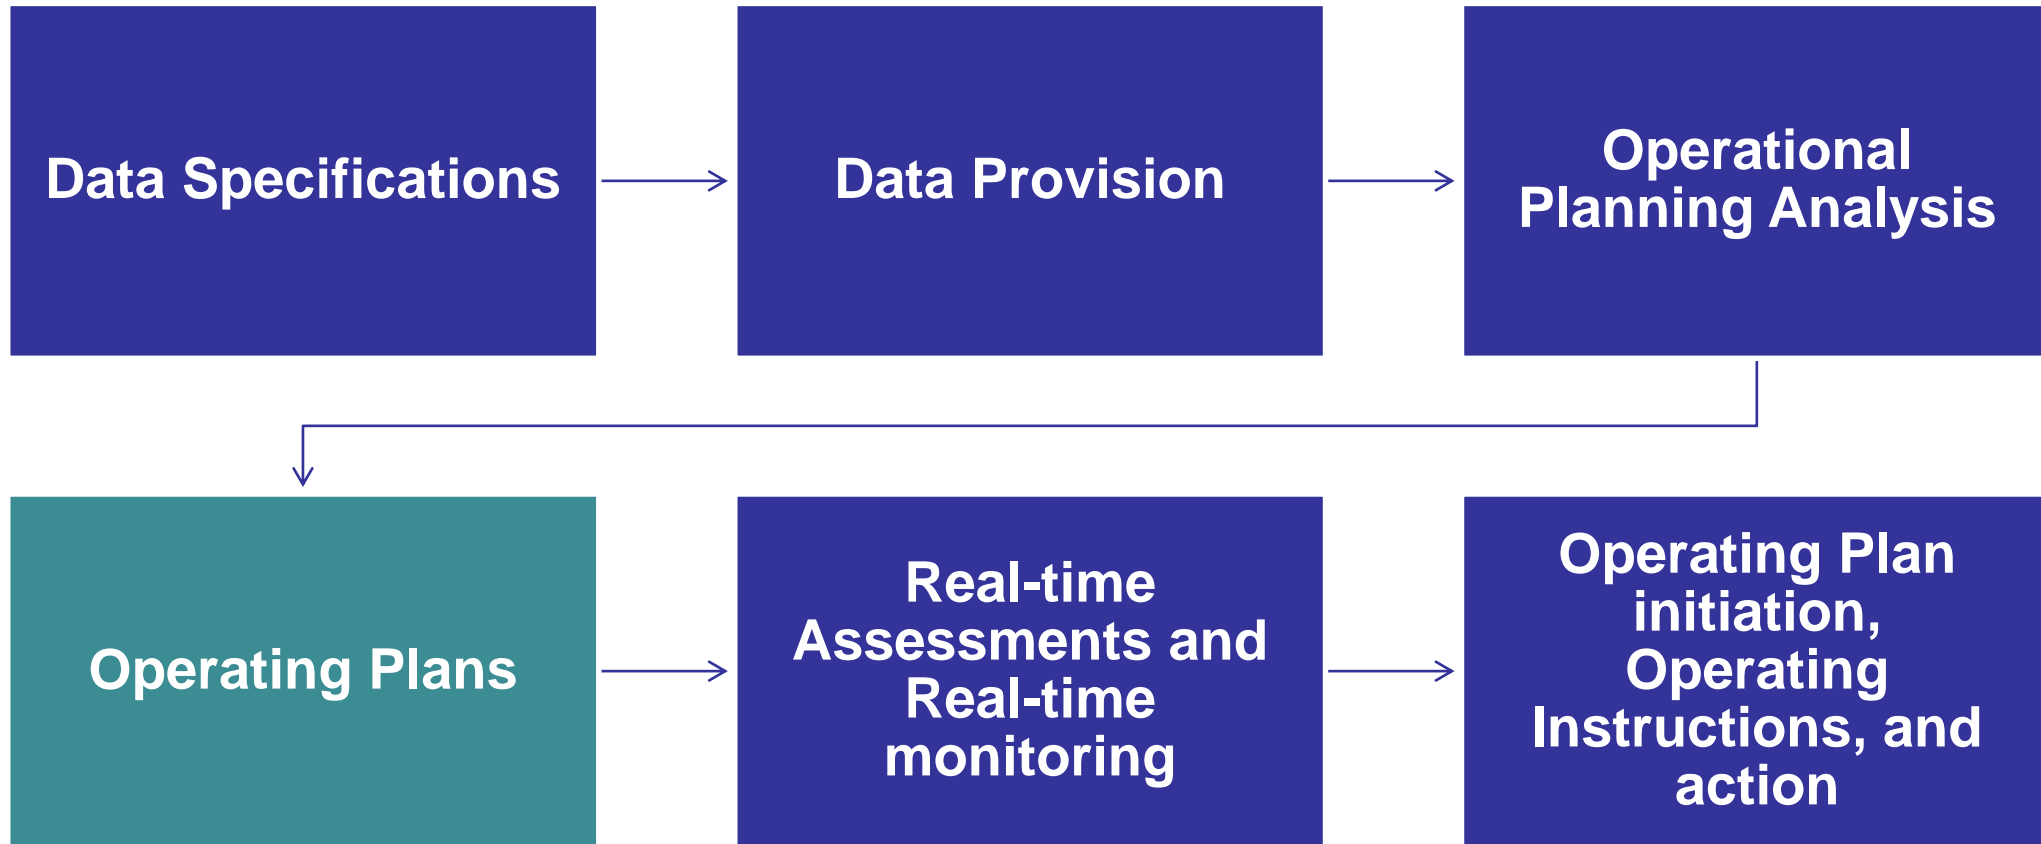 Data Specifications
Data Provision
Operational
Planning Analysis
Operating Plans
Real-time
Assessments and
Real-time
monitoring
Operating Plan
initiation,
Operating
Instructions, and
action